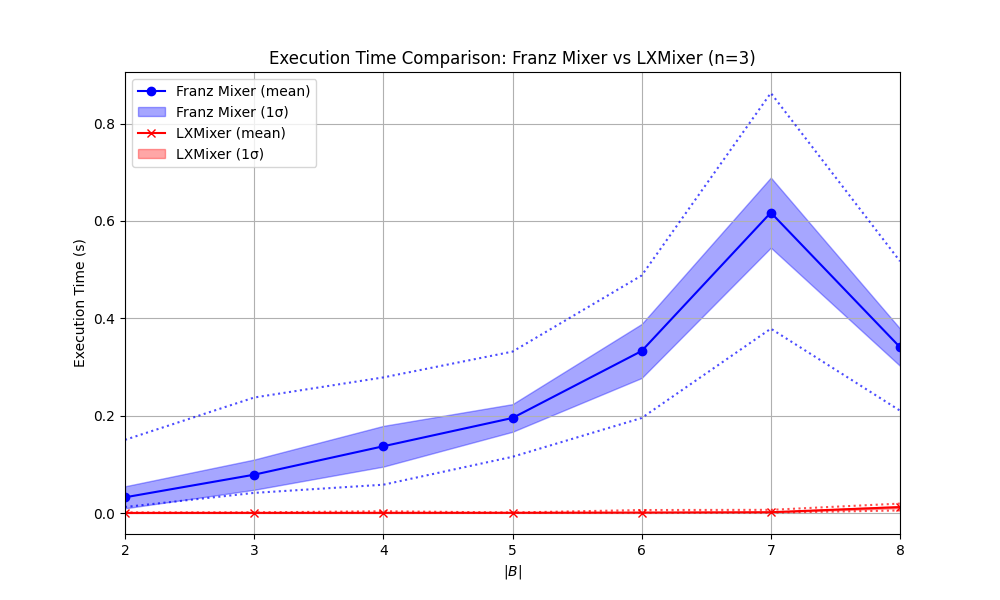 Execution Time Comparison: Franz Mixer vs LXMixer (n=3)
Franz Mixer (mean)
Franz Mixer (1σ)
LXMixer (mean)
LXMixer (1σ)
Execution Time (s)
0.8
0.6
0.4
0.2
0.0
2 3 4 5 6 7 8
|B|